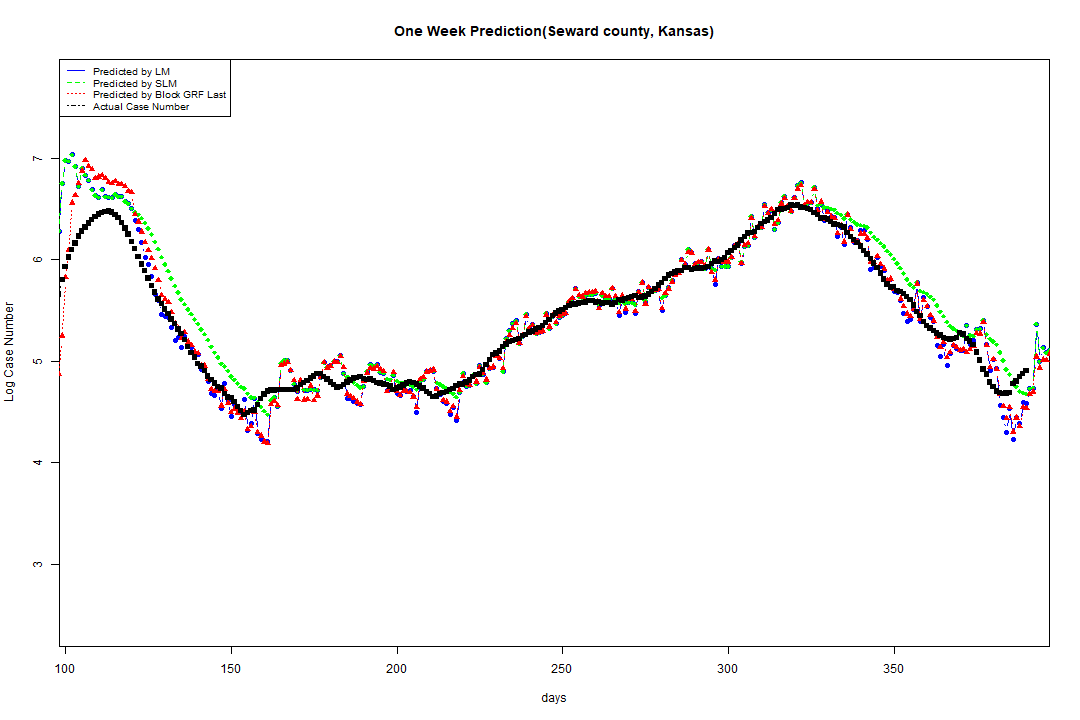 One Week Prediction(Seward county, Kansas)
Predicted by LM
Predicted by SLM
Predicted by Block GRF Last
Actual Case Number
7
6
5
4
3
Log Case Number
100 150 200 250 300 350
days